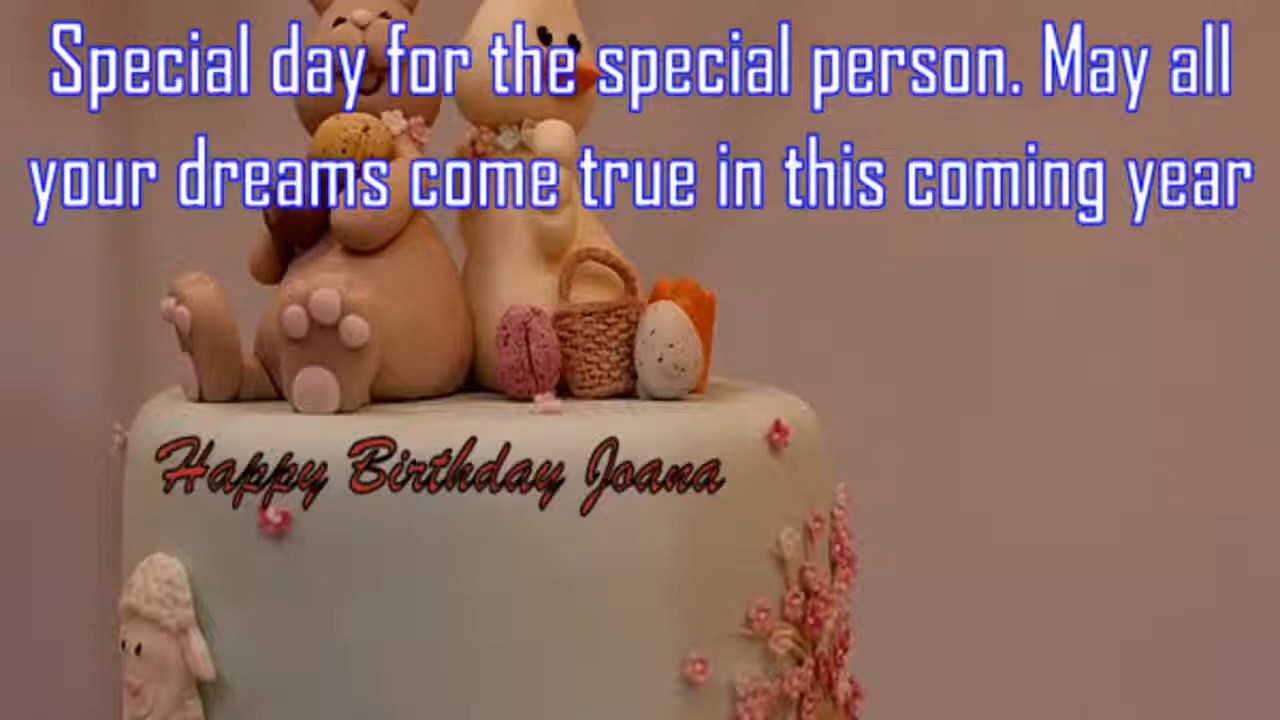 Special day for the special person. May all
your dreams come true in this coming year
Happy Birthday Joana